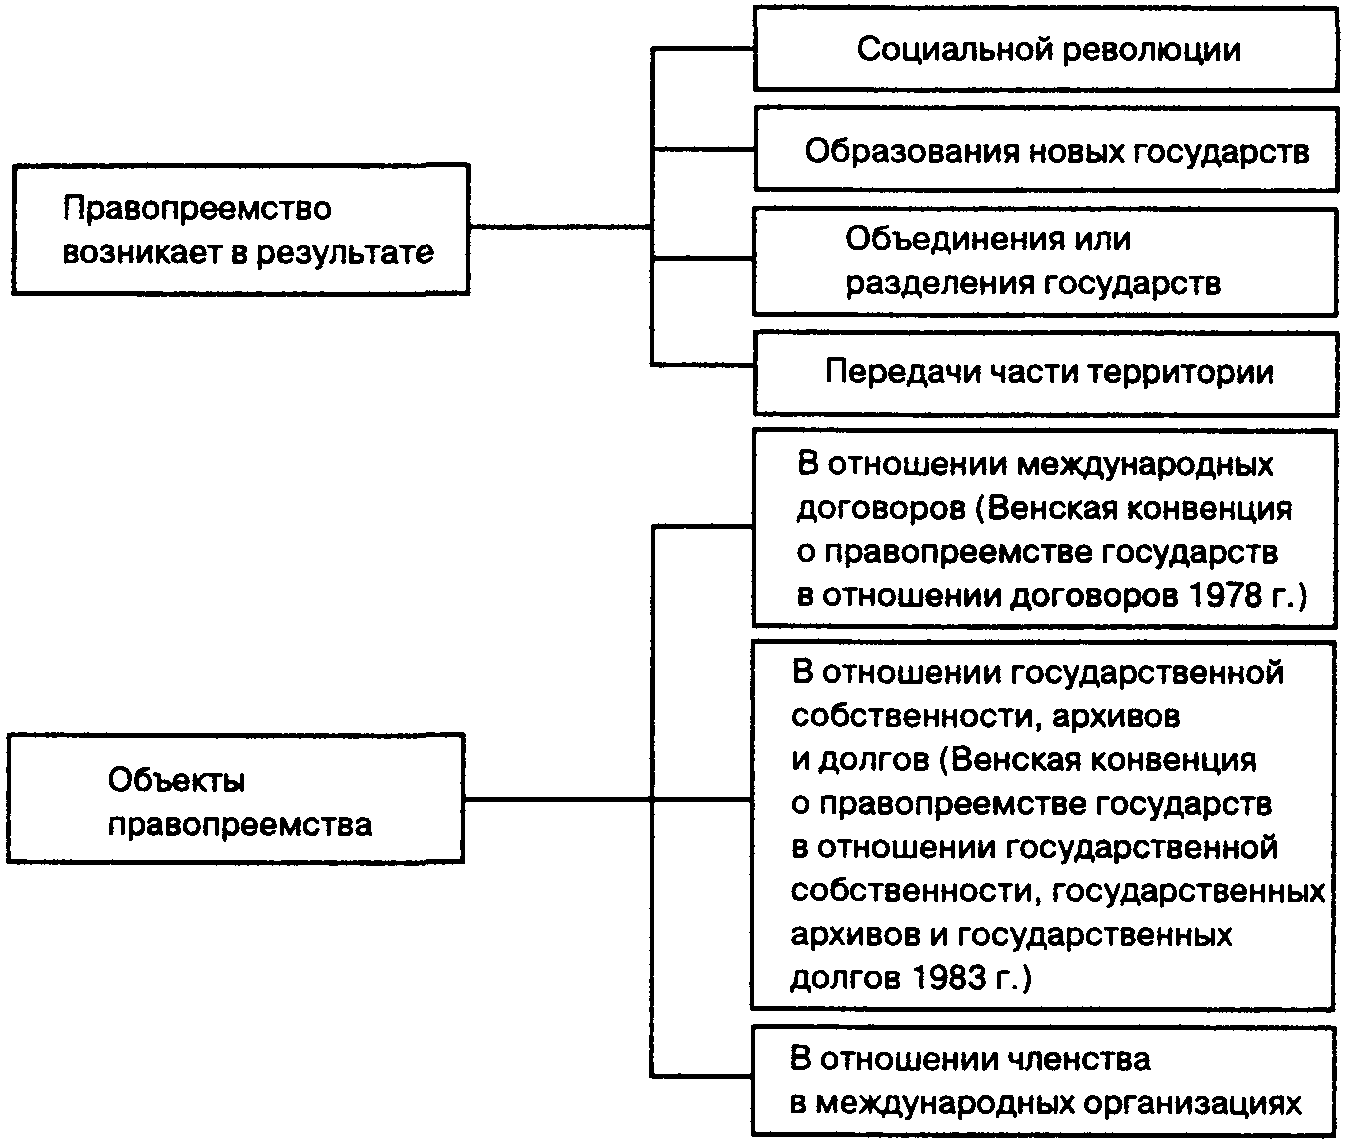 Правопреемство
возникает в результате
Социальной революции
Образования новых государств
Объединения или
разделения государств
Передачи части территории
Объекты
правопреемства
В отношении международных
договоров (Венская конвенция
о правопреемстве государств
в отношении договоров 1978 г.)
В отношении государственной
собственности, архивов
и долгов (Венская конвенция
о правопреемстве государств
в отношении государственной
собственности, государственных
архивов и государственных
долгов 1983 г.)
В отношении членства
в международных организациях